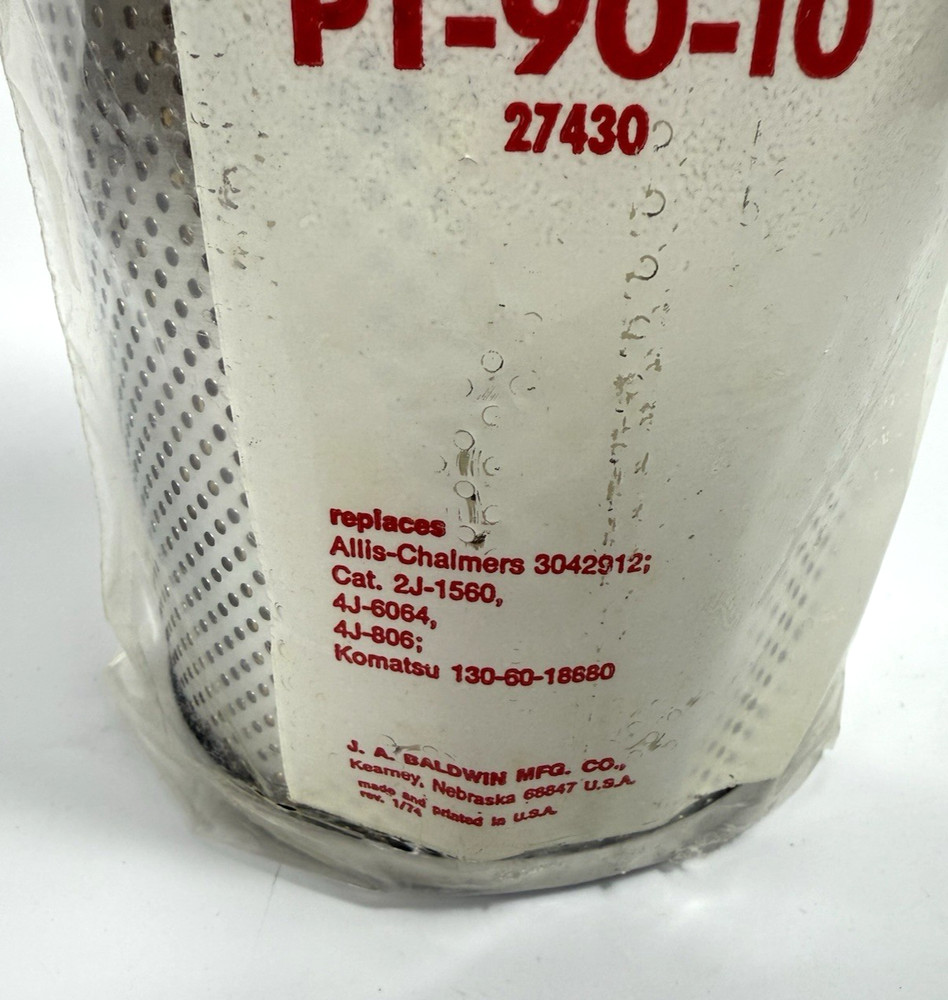 PT-90-10
27430
replaces
Allis-Chalmers 3042912;
Cat. 2J-1560,
4J-6064,
4J-806;
Komatsu 130-60-18680
J. A. BALDWIN MFG. CO.,
Kearney, Nebraska 68847 U.S.A.
made and printed in U.S.A.
rev. 1/74